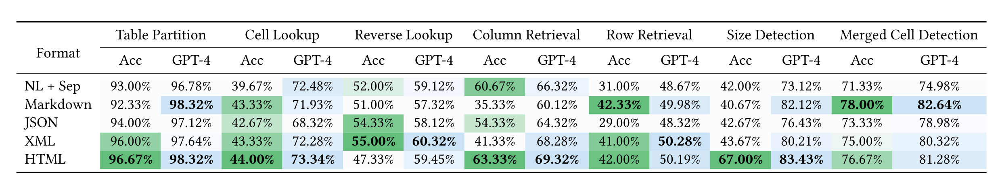 Table Partition Cell Lookup Reverse Lookup Column Retrieval Row Retrieval Size Detection Merged Cell Detection
Format
Acc GPT-4 Acc GPT-4 Acc GPT-4 Acc GPT-4 Acc GPT-4 Acc GPT-4 Acc GPT-4
NL + Sep 93.00% 96.78% 39.67% 72.48% 52.00% 59.12% 60.67% 66.32% 31.00% 48.67% 42.00% 73.12% 71.33% 74.98%
Markdown 92.33% 98.32% 43.33% 71.93% 51.00% 57.32% 35.33% 60.12% 42.33% 49.98% 40.67% 82.12% 78.00% 82.64%
JSON 94.00% 97.12% 42.67% 68.32% 54.33% 58.12% 54.33% 64.32% 29.00% 48.32% 42.67% 76.43% 73.33% 78.98%
XML 96.00% 97.64% 43.33% 72.28% 55.00% 60.32% 41.33% 68.28% 41.00% 50.28% 43.67% 80.21% 75.00% 80.32%
HTML 96.67% 98.32% 44.00% 73.34% 47.33% 59.45% 63.33% 69.32% 42.00% 50.19% 67.00% 83.43% 76.67% 81.28%